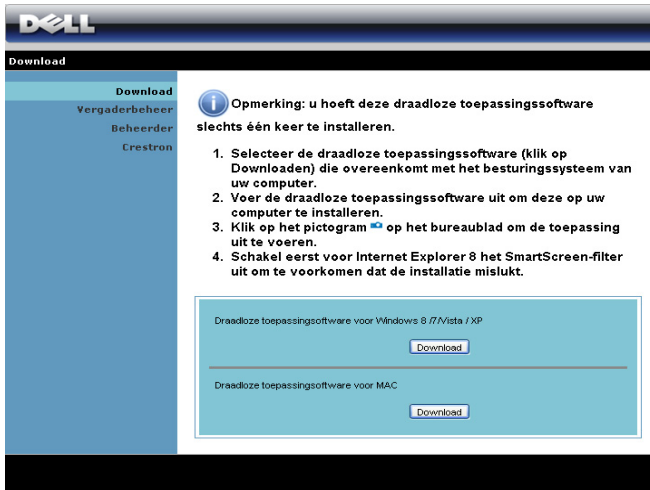 DELL
Download
Download
Vergaderbeheer
Beheerder
Crestron
Opmerking: u hoeft deze draadloze toepassingssoftware
slechts één keer te installeren.
1. Selecteer de draadloze toepassingssoftware (klik op
Downloaden) die overeenkomt met het besturingssysteem van
uw computer.
2. Voer de draadloze toepassingssoftware uit om deze op uw
computer te installeren.
3. Klik op het pictogram op het bureaublad om de toepassing
uit te voeren.
4. Schakel eerst voor Internet Explorer 8 het SmartScreen-filter
uit om te voorkomen dat de installatie mislukt.
Draadloze toepassingsoftware voor Windows 8 /7/Vista / XP
Download
Draadloze toepassingsoftware voor MAC
Download